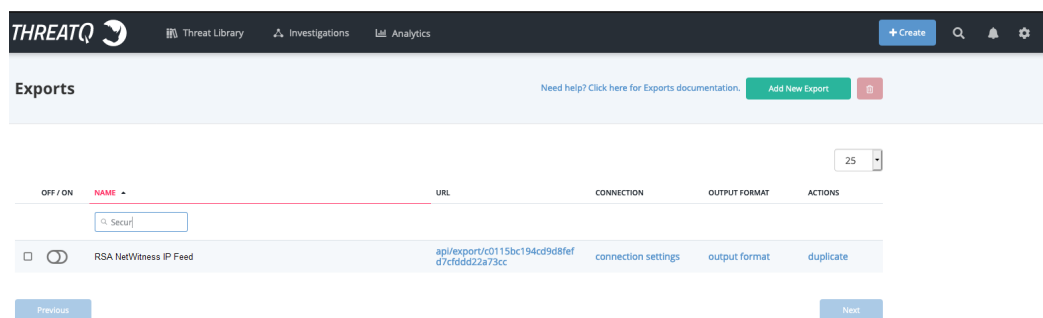 THREATQ Threat Library Investigations Analytics + Create
Exports Need help? Click here for Exports documentation. Add New Export
25
OFF / ON NAME URL CONNECTION OUTPUT FORMAT ACTIONS
Secur
RSA NetWitness IP Feed api/export/c0115bc194cd9d8fef connection settings output format duplicate
d7cfddd22a73cc
Previous Next